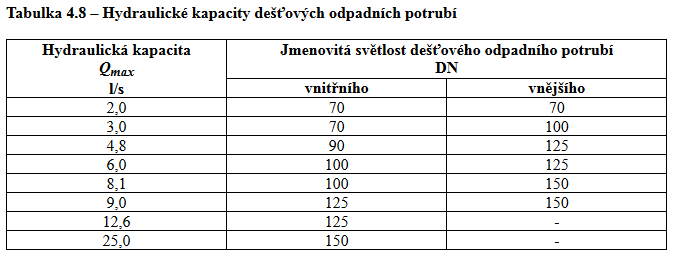 Tabulka 4.8 – Hydraulické kapacity dešťových odpadních potrubí
Hydraulická kapacita Jmenovitá světlost dešťového odpadního potrubí
Qmax DN
l/s vnitřního vnějšího
2,0 70 70
3,0 70 100
4,8 90 125
6,0 100 125
8,1 100 150
9,0 125 150
12,6 125 -
25,0 150 -